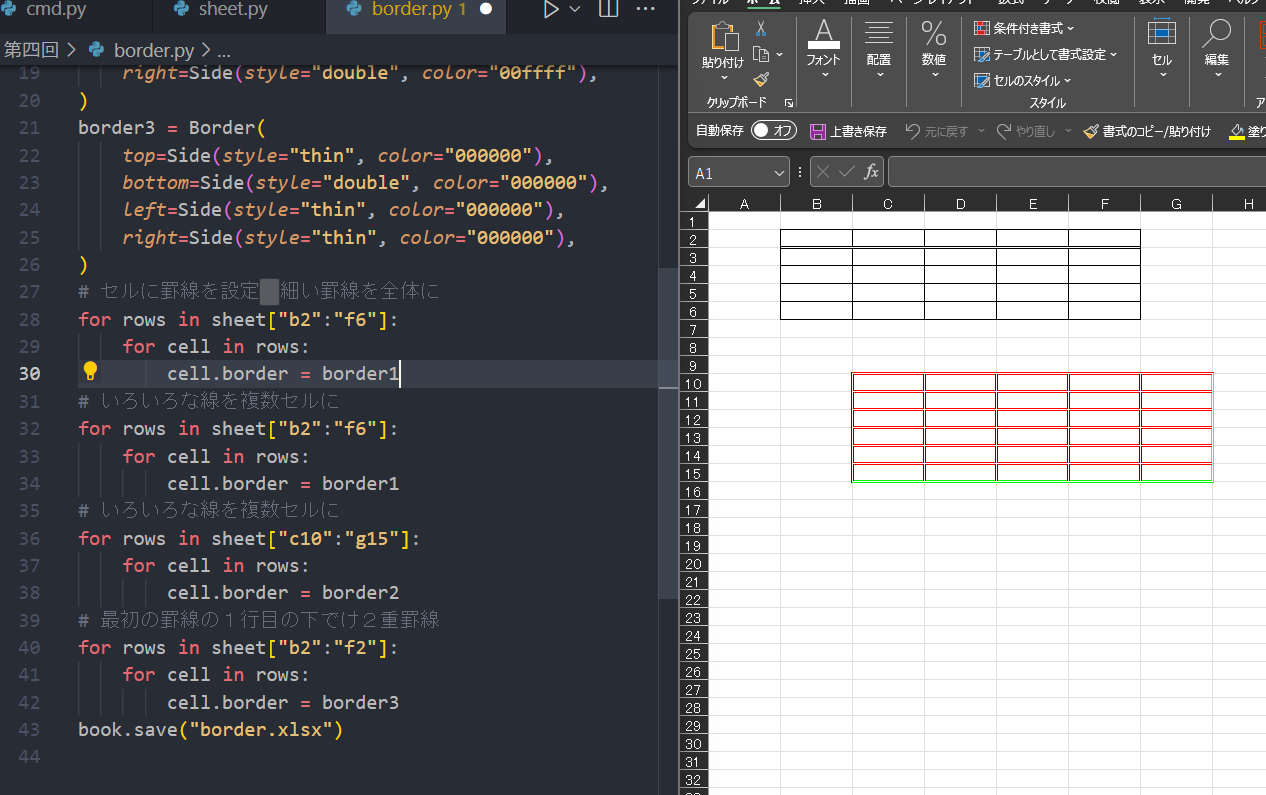 cmd.py
sheet.py
border.py 1
第四回 > border.py > ...
19 right=Side(style="double", color="00ffff"),
20 )
21 border3 = Border(
22 top=Side(style="thin", color="000000"),
23 bottom=Side(style="double", color="000000"),
24 left=Side(style="thin", color="000000"),
25 right=Side(style="thin", color="000000"),
26 )
27 # セルに罫線を設定　細い罫線を全体に
28 for rows in sheet["b2":"f6"]:
29 for cell in rows:
30 cell.border = border1
31 # いろいろな線を複数セルに
32 for rows in sheet["b2":"f6"]:
33 for cell in rows:
34 cell.border = border1
35 # いろいろな線を複数セルに
36 for rows in sheet["c10":"g15"]:
37 for cell in rows:
38 cell.border = border2
39 # 最初の罫線の１行目の下でけ２重罫線
40 for rows in sheet["b2":"f2"]:
41 for cell in rows:
42 cell.border = border3
43 book.save("border.xlsx")
44
貼り付け
クリップボード
フォント
配置
数値
条件付き書式
テーブルとして書式設定
セルのスタイル
スタイル
セル
編集
自動保存 オフ 上書き保存 元に戻す やり直し 書式のコピー/貼り付け 塗り
A1 fx
A B C D E F G H
1
2
3
4
5
6
7
8
9
10
11
12
13
14
15
16
17
18
19
20
21
22
23
24
25
26
27
28
29
30
31
32